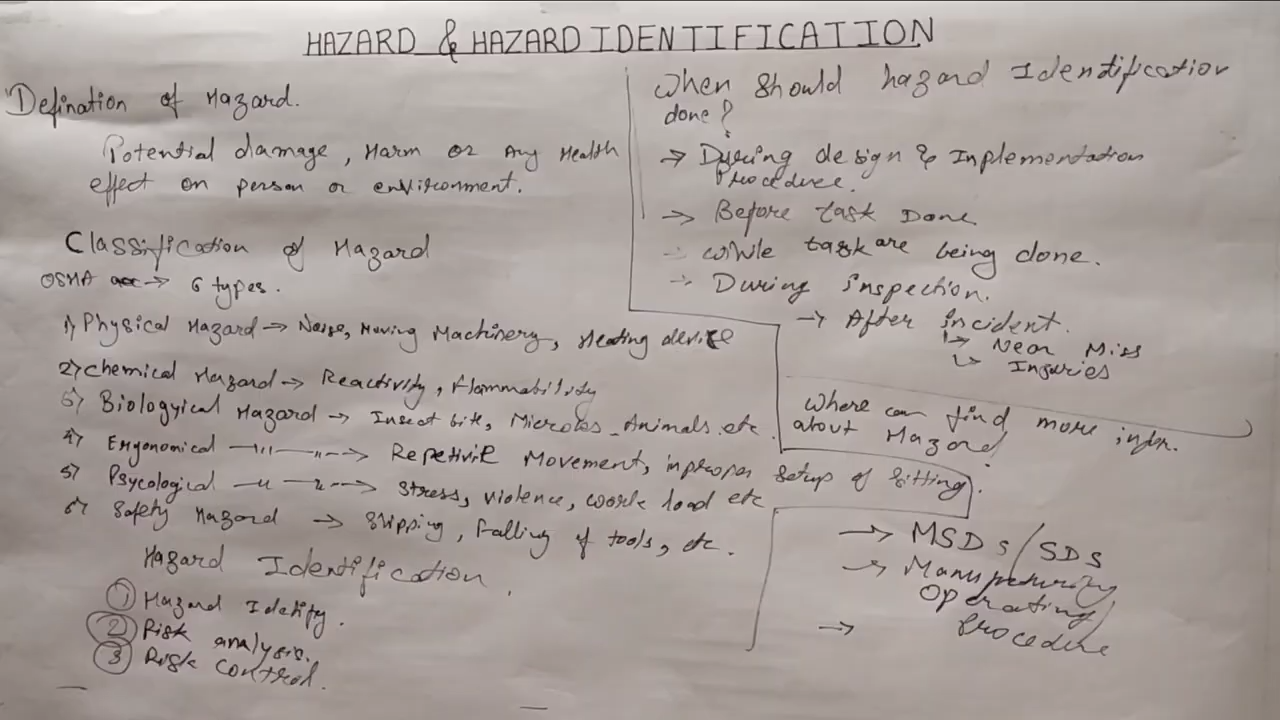 HAZARD & HAZARD IDENTIFICATION
Defination of Hazard.
Potential damage, Harm or Any Health
effect on person or environment.
Classification of Hazard
OSHA → 6 types.
1) Physical Hazard → Noise, Moving Machinery, Heating device
2) Chemical Hazard → Reactivity, Flammability
3) Biologyical Hazard → Insect bite, Microbes, Animals etc.
4) Ergonomical —〃—〃→ Repetivie Movement, inproper setup of sitting.
5) Psycological —〃—〃→ Stress, violence, work load etc
6) Safety Hazard → Slipping, Falling of tools, etc.
Hazard Identification.
① Hazard Idetify.
② Risk analysis.
③ Risk control.
When Should hazard Identification
done?
→ During design & Inplementation
Procedure.
→ Before task Done
→ while task are being done.
→ During inspection.
→ After incident.
↳ Near Miss
↳ Injuries
Where can find more infor.
about Hazard
→ MSDs/SDS
→ Manufeturing
Operating
→ Procedure